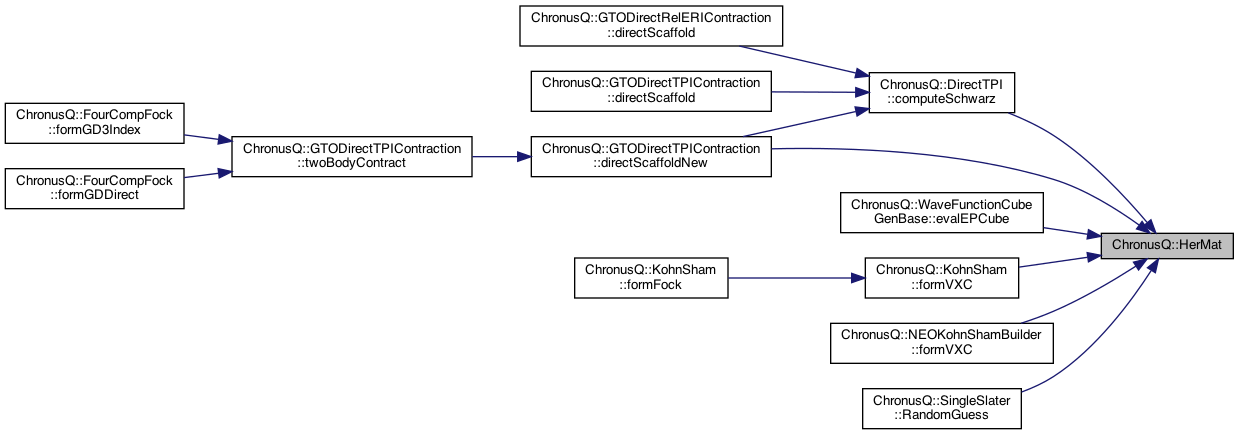 ChronusQ::GTODirectRelERIContraction
::directScaffold
ChronusQ::GTODirectTPIContraction
::directScaffold
ChronusQ::DirectTPI
::computeSchwarz
ChronusQ::FourCompFock
::formGD3Index
ChronusQ::GTODirectTPIContraction
::twoBodyContract
ChronusQ::GTODirectTPIContraction
::directScaffoldNew
ChronusQ::FourCompFock
::formGDDirect
ChronusQ::WaveFunctionCube
GenBase::evalEPCube
ChronusQ::HerMat
ChronusQ::KohnSham
::formFock
ChronusQ::KohnSham
::formVXC
ChronusQ::NEOKohnShamBuilder
::formVXC
ChronusQ::SingleSlater
::RandomGuess